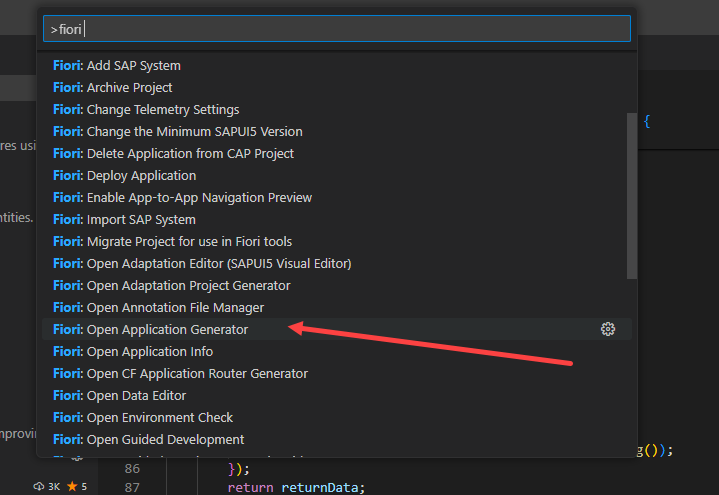 >fiori
Fiori: Add SAP System
Fiori: Archive Project
Fiori: Change Telemetry Settings
{
Fiori: Change the Minimum SAPUI5 Version
res usi
Fiori: Delete Application from CAP Project
Fiori: Deploy Application
Fiori: Enable App-to-App Navigation Preview
ntities.
Fiori: Import SAP System
Fiori: Migrate Project for use in Fiori tools
Fiori: Open Adaptation Editor (SAPUI5 Visual Editor)
Fiori: Open Adaptation Project Generator
Fiori: Open Annotation File Manager
Fiori: Open Application Generator
Fiori: Open Application Info
Fiori: Open CF Application Router Generator
Fiori: Open Data Editor
Fiori: Open Environment Check
mprovin
Fiori: Open Guided Development
g());
86 });
3K 5
87 return returnData;